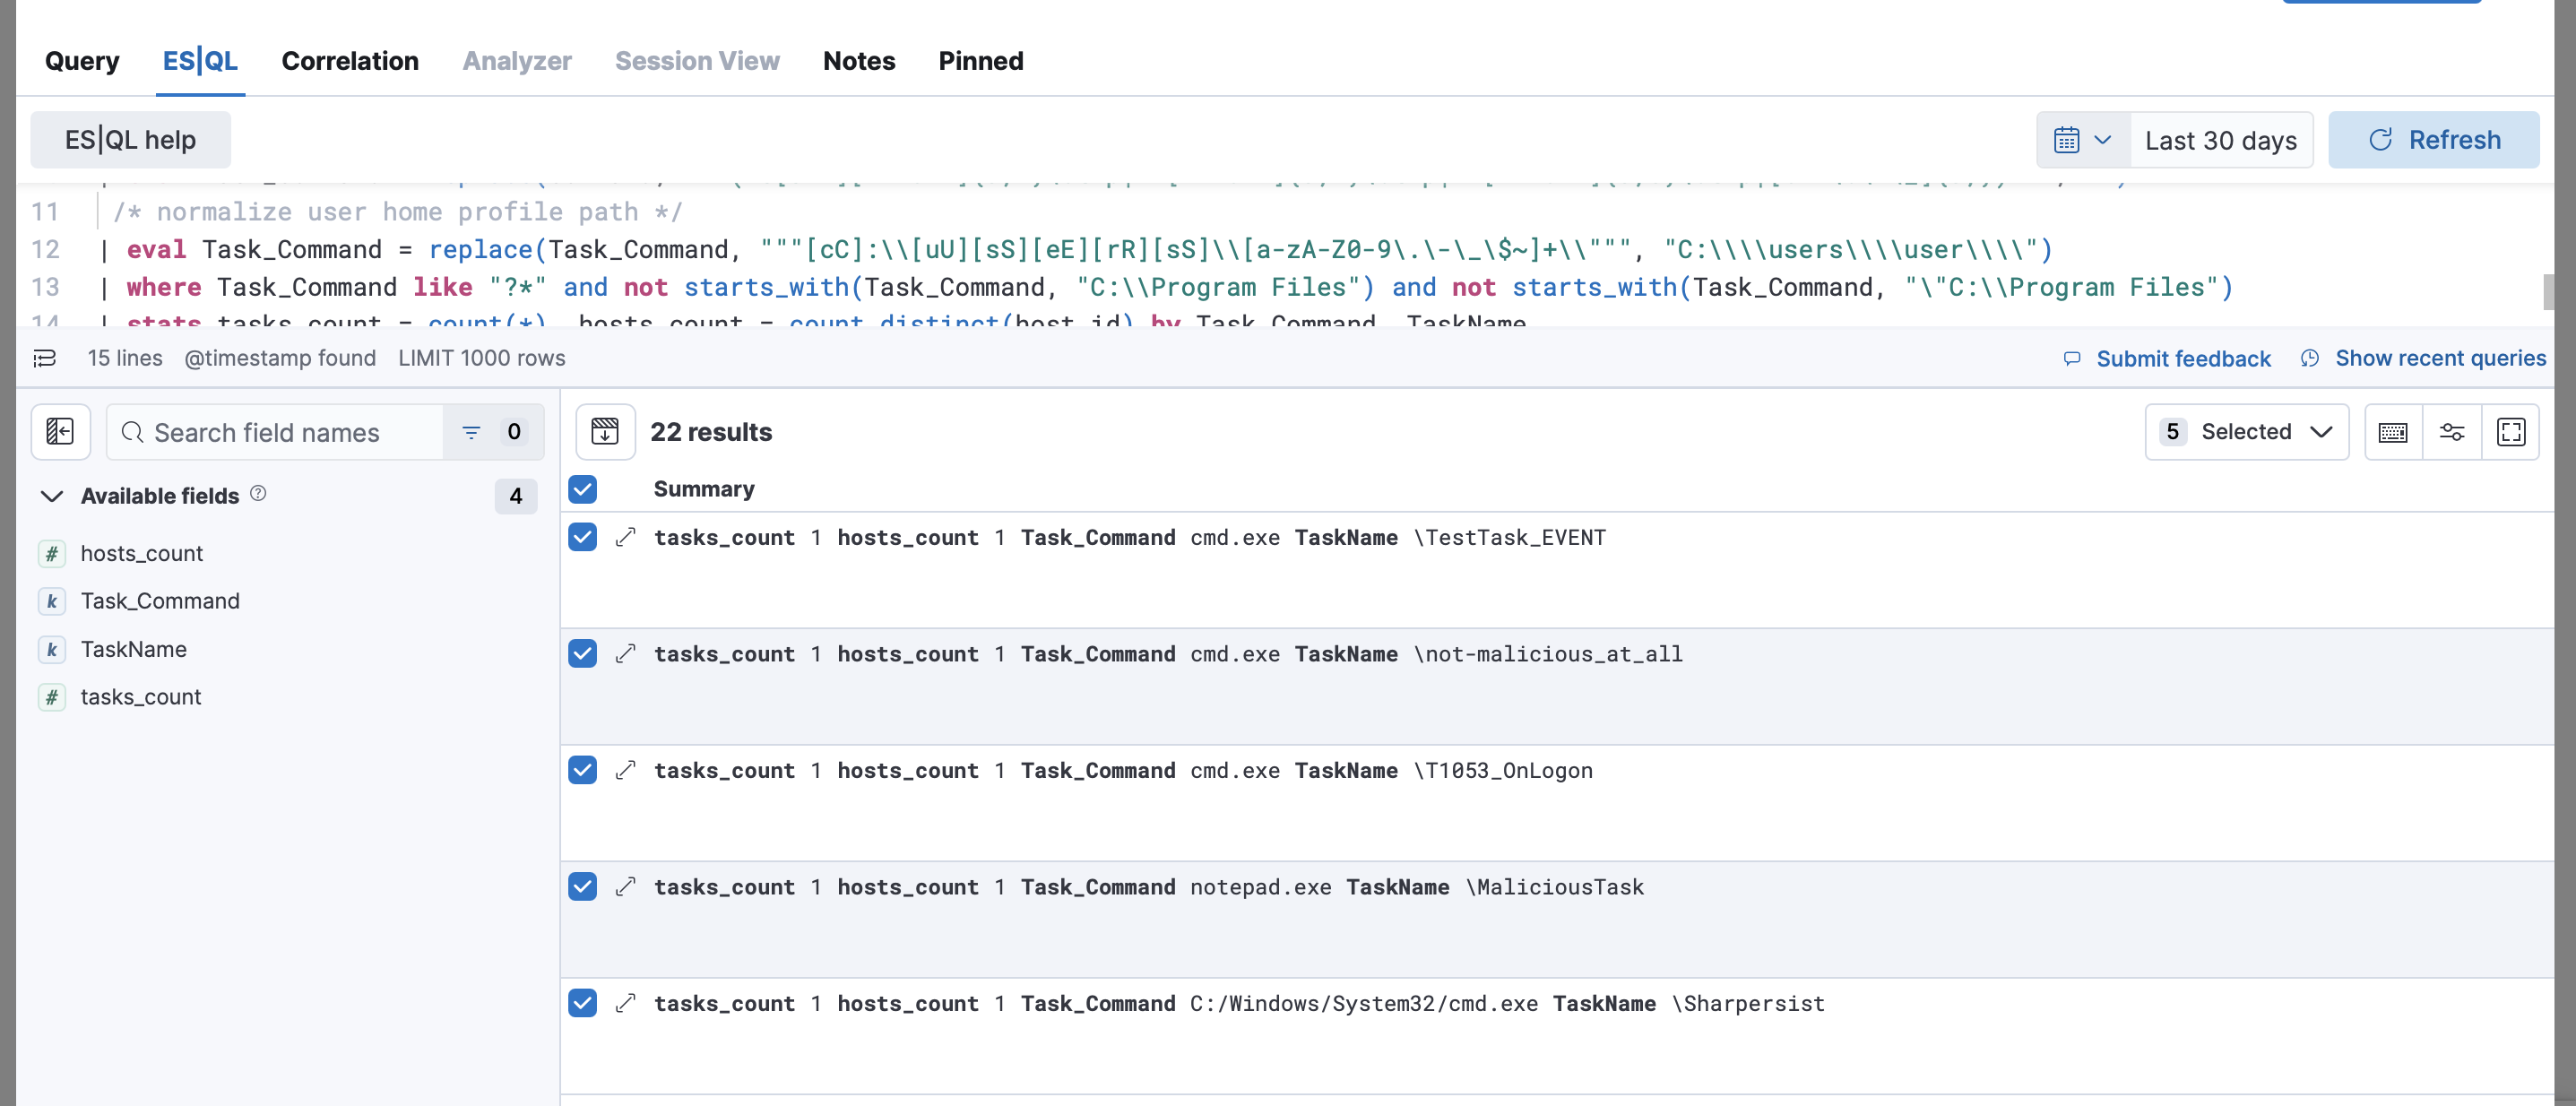 Query ES|QL Correlation Analyzer Session View Notes Pinned
ES|QL help Last 30 days Refresh
11 /* normalize user home profile path */
12 | eval Task_Command = replace(Task_Command, """[cC]:\\[uU][sS][eE][rR][sS]\\[a-zA-Z0-9\.\-\_\$~]+\\""", "C:\\\\users\\\\user\\\\")
13 | where Task_Command like "?*" and not starts_with(Task_Command, "C:\\Program Files") and not starts_with(Task_Command, "\"C:\\Program Files")
14 | stats tasks_count = count(*), hosts_count = count_distinct(host.id) by Task_Command, TaskName
15 lines @timestamp found LIMIT 1000 rows Submit feedback Show recent queries
Search field names 0
Available fields 4
# hosts_count
k Task_Command
k TaskName
# tasks_count
22 results 5 Selected
Summary
tasks_count 1 hosts_count 1 Task_Command cmd.exe TaskName \TestTask_EVENT
tasks_count 1 hosts_count 1 Task_Command cmd.exe TaskName \not-malicious_at_all
tasks_count 1 hosts_count 1 Task_Command cmd.exe TaskName \T1053_OnLogon
tasks_count 1 hosts_count 1 Task_Command notepad.exe TaskName \MaliciousTask
tasks_count 1 hosts_count 1 Task_Command C:/Windows/System32/cmd.exe TaskName \Sharpersist